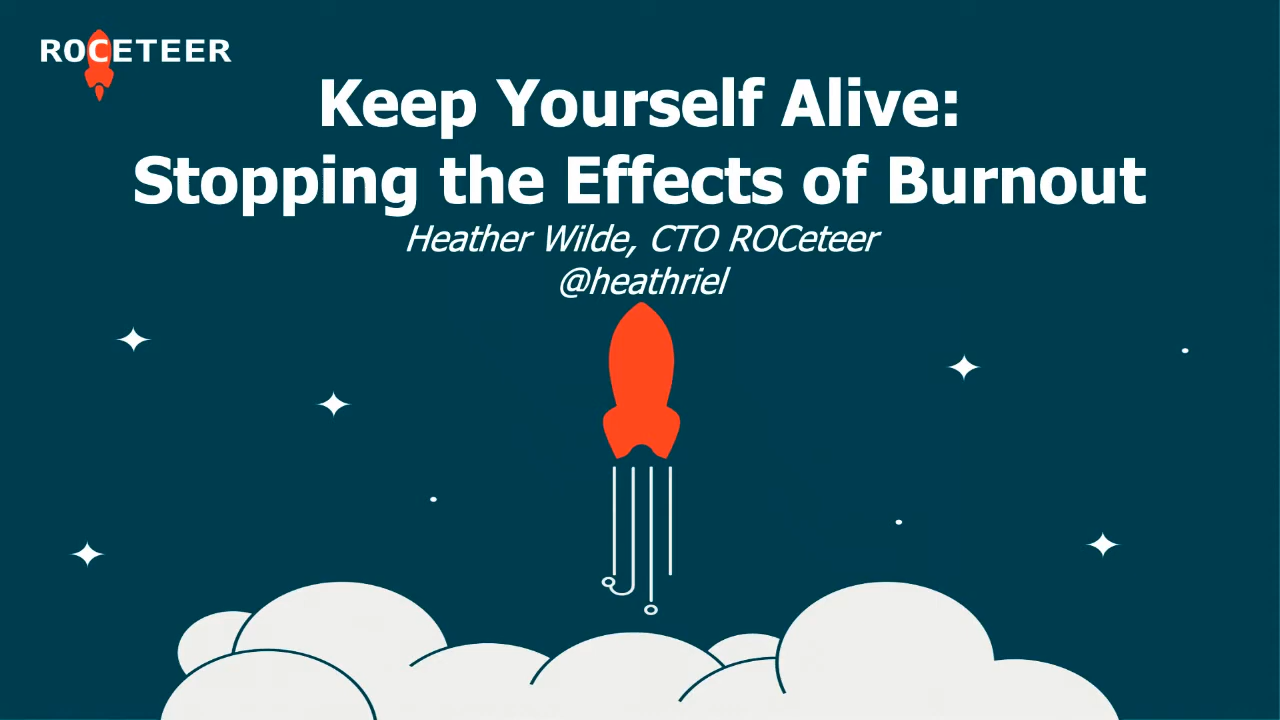 ROCETEER
Keep Yourself Alive:
Stopping the Effects of Burnout
Heather Wilde, CTO ROCeteer
@heathriel